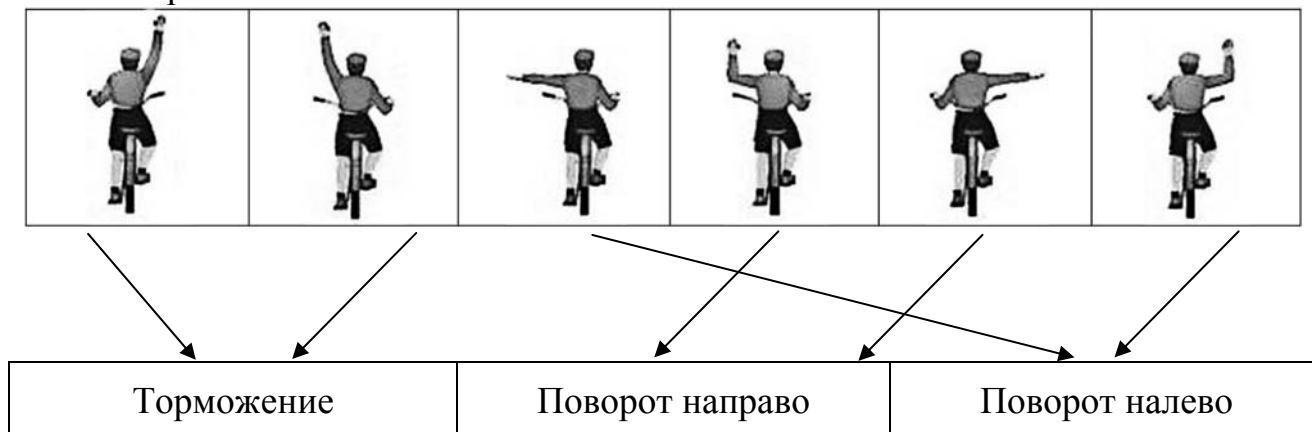 Торможение
Поворот направо
Поворот налево